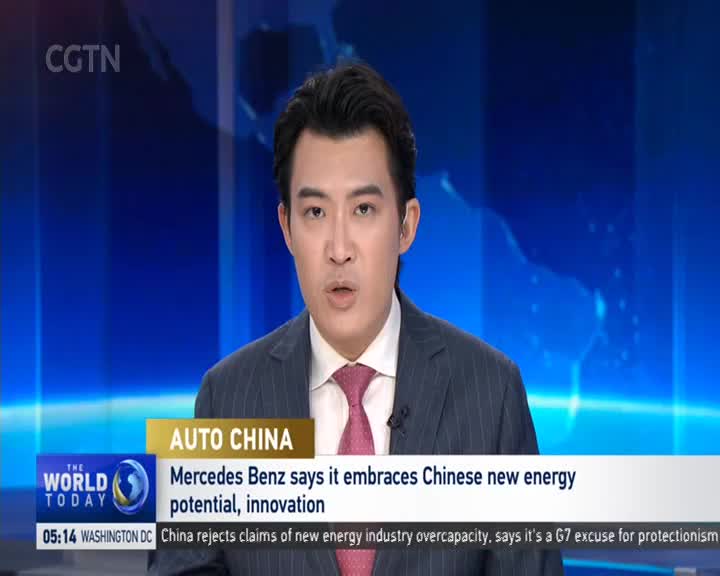 CGTN
AUTO CHINA
Mercedes Benz says it embraces Chinese new energy
potential, innovation
THE
WORLD
TODAY
05:14 WASHINGTON DC
China rejects claims of new energy industry overcapacity, says it's a G7 excuse for protectionism